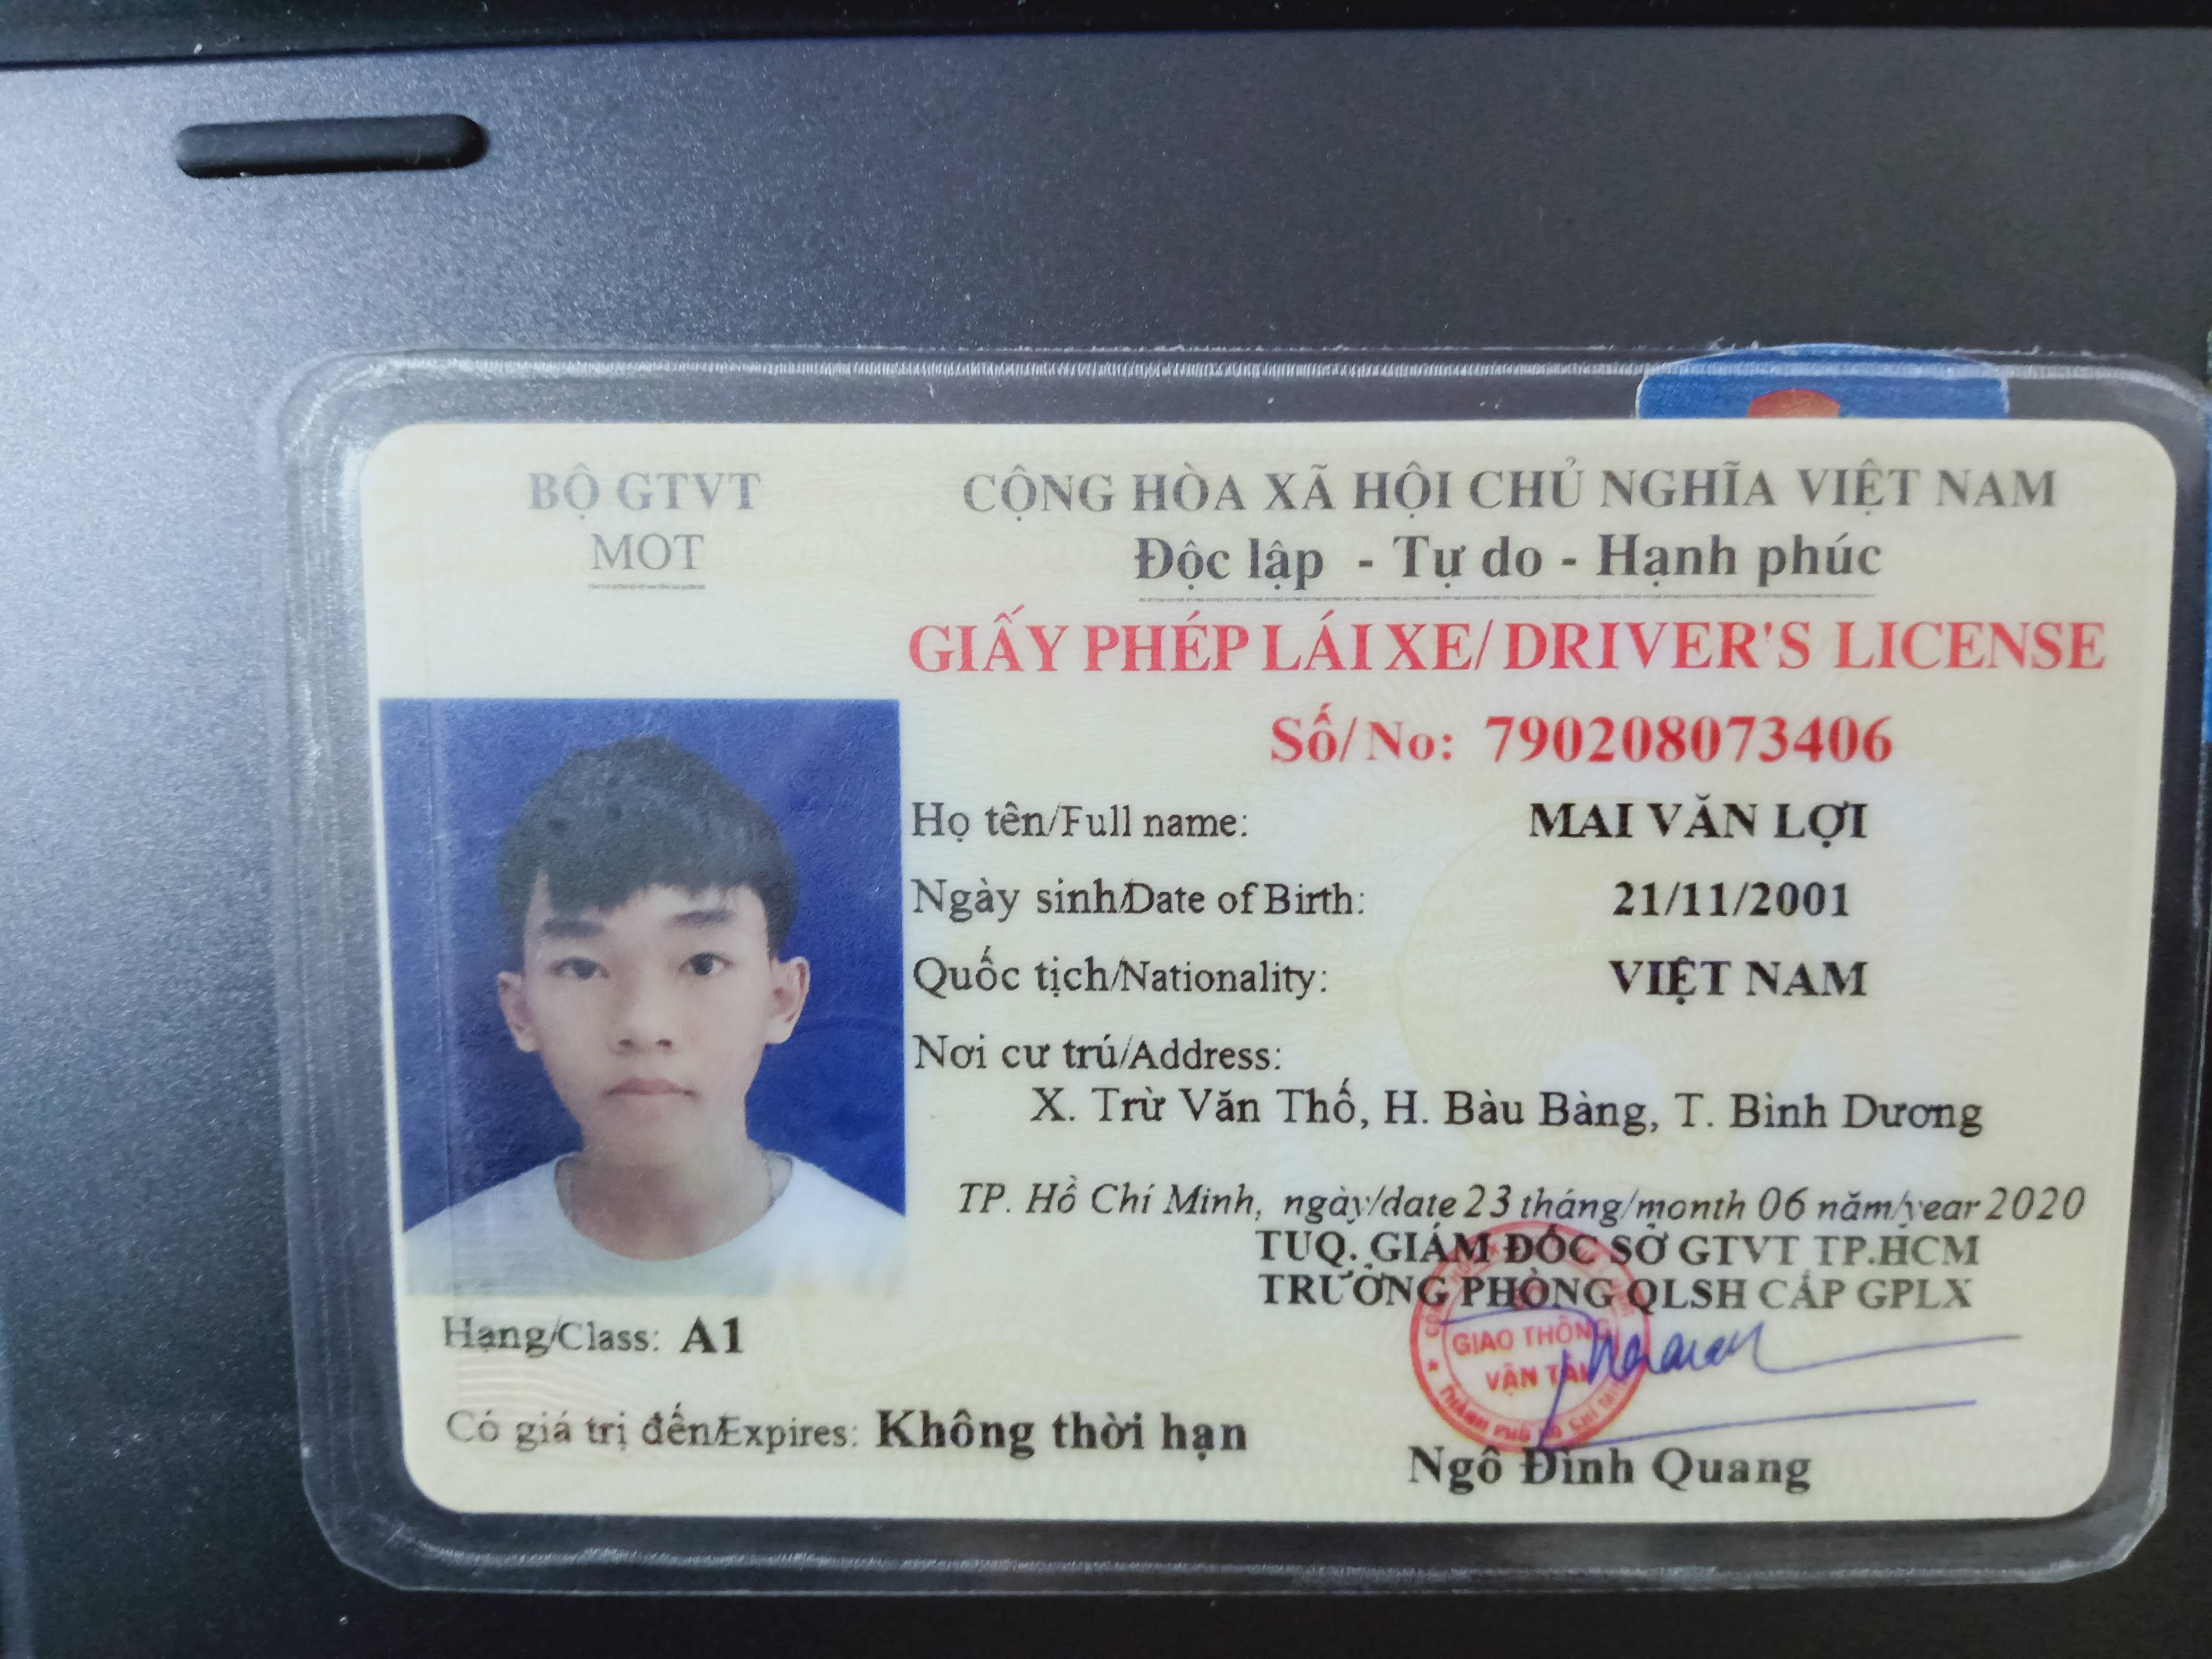 BỘ GTVT
MOT
CỘNG HÒA XÃ HỘI CHỦ NGHĨA VIỆT NAM
Độc lập - Tự do - Hạnh phúc
GIẤY PHÉP LÁI XE/ DRIVER'S LICENSE
Số/ No: 790208073406
Họ tên/Full name: MAI VĂN LỢI
Ngày sinh/Date of Birth: 21/11/2001
Quốc tịch/Nationality: VIỆT NAM
Nơi cư trú/Address:
X. Trừ Văn Thố, H. Bàu Bàng, T. Bình Dương
TP. Hồ Chí Minh, ngày/date 23 tháng/month 06 năm/year 2020
TUQ. GIÁM ĐỐC SỞ GTVT TP.HCM
TRƯỞNG PHÒNG QLSH CẤP GPLX
GIAO THÔNG
VẬN TẢI
THÀNH PHỐ HỒ CHÍ MINH
Ngô Đình Quang
Hạng/Class: A1
Có giá trị đến/Expires: Không thời hạn